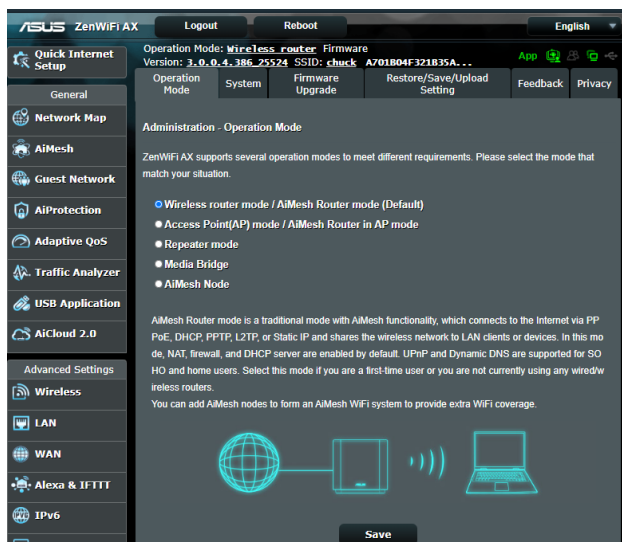 ASUS ZenWiFi AX Logout Reboot English
Quick Internet Setup
Operation Mode: Wireless router Firmware
Version: 3.0.0.4.386_25524 SSID: chuck A701B04F321B35A...
App
Operation Mode System Firmware Upgrade Restore/Save/Upload Setting Feedback Privacy
General
Network Map
AiMesh
Guest Network
AiProtection
Adaptive QoS
Traffic Analyzer
USB Application
AiCloud 2.0
Advanced Settings
Wireless
LAN
WAN
Alexa & IFTTT
IPv6
Administration - Operation Mode
ZenWiFi AX supports several operation modes to meet different requirements. Please select the mode that
match your situation.
Wireless router mode / AiMesh Router mode (Default)
Access Point(AP) mode / AiMesh Router in AP mode
Repeater mode
Media Bridge
AiMesh Node
AiMesh Router mode is a traditional mode with AiMesh functionality, which connects to the Internet via PP
PoE, DHCP, PPTP, L2TP, or Static IP and shares the wireless network to LAN clients or devices. In this mo
de, NAT, firewall, and DHCP server are enabled by default. UPnP and Dynamic DNS are supported for SO
HO and home users. Select this mode if you are a first-time user or you are not currently using any wired/w
ireless routers.
You can add AiMesh nodes to form an AiMesh WiFi system to provide extra WiFi coverage.
Save